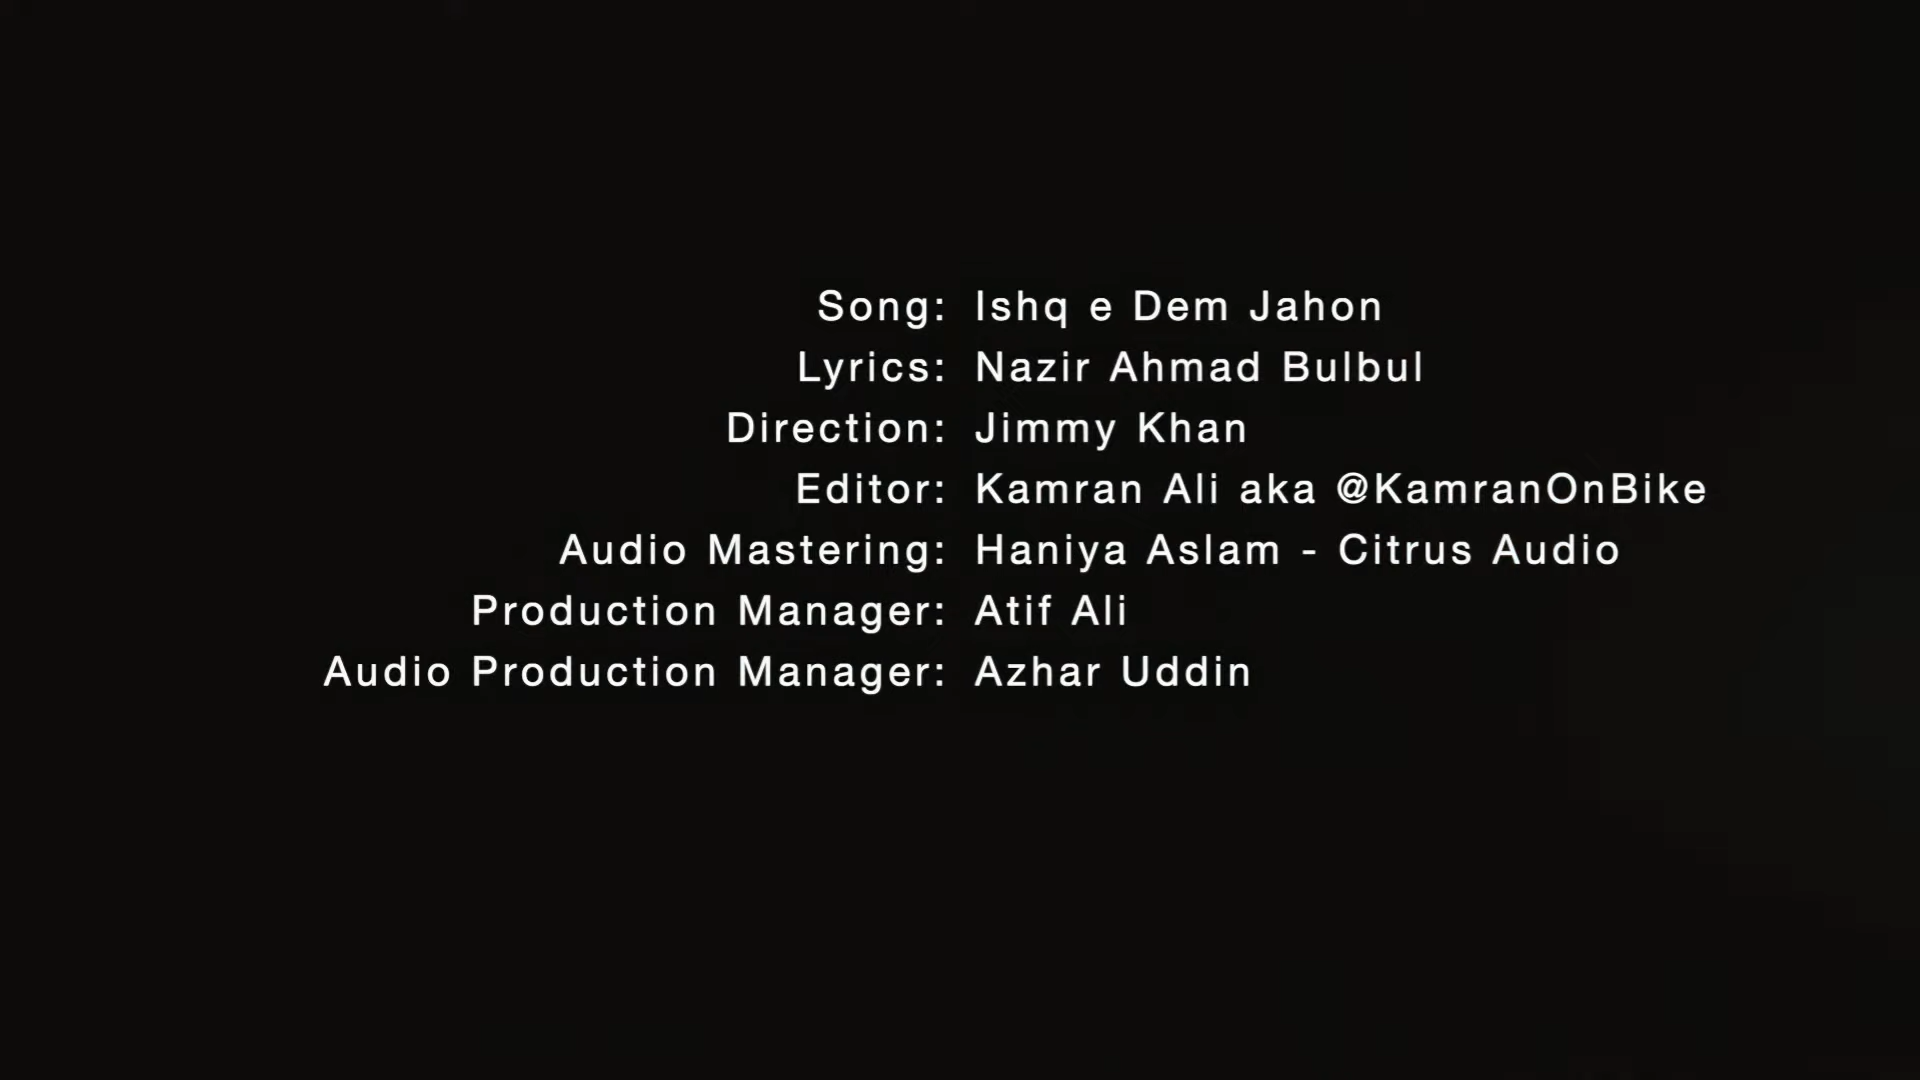 Song: Ishq e Dem Jahon
Lyrics: Nazir Ahmad Bulbul
Direction: Jimmy Khan
Editor: Kamran Ali aka @KamranOnBike
Audio Mastering: Haniya Aslam - Citrus Audio
Production Manager: Atif Ali
Audio Production Manager: Azhar Uddin